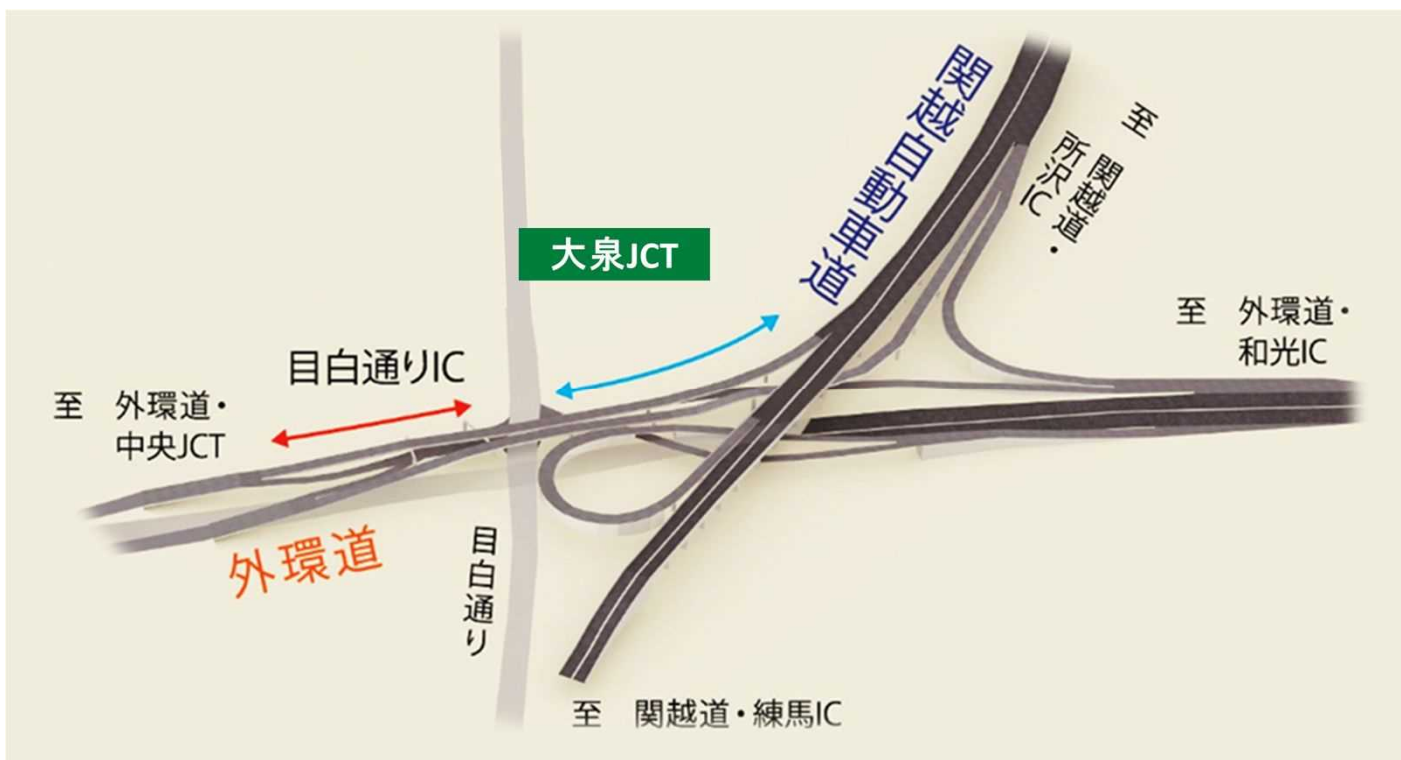 関越自動車道
至 関越道・
所沢IC
大泉JCT
至 外環道・
和光IC
目白通りIC
至 外環道・
中央JCT
外環道
目白通り
至 関越道・練馬IC